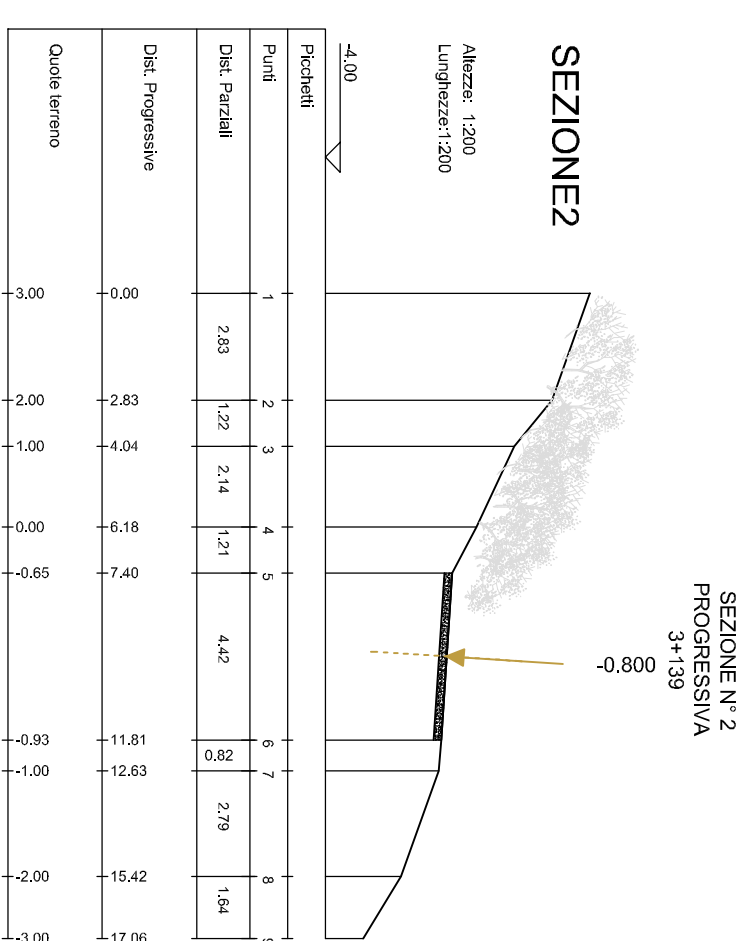 SEZIONE N° 2
PROGRESSIVA
3+139
-0.800
SEZIONE2
Altezze: 1:200
Lunghezze:1:200
-4.00
Picchetti
Punti
1 2 3 4 5 6 7 8
Dist. Parziali
2.83 1.22 2.14 1.21 4.42 0.82 2.79 1.64
Dist. Progressive
0.00 2.83 4.04 6.18 7.40 11.81 12.63 15.42 17.06
Quote terreno
3.00 2.00 1.00 0.00 -0.65 -0.93 -1.00 -2.00 -3.00